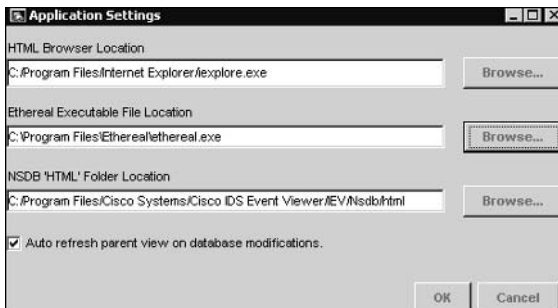 Application Settings
HTML Browser Location
C:/Program Files/Internet Explorer/iexplore.exe
Browse...
Ethereal Executable File Location
C:\Program Files\Ethereal\ethereal.exe
Browse...
NSDB 'HTML' Folder Location
C:/Program Files/Cisco Systems/Cisco IDS Event Viewer/IEV/Nsdb/html
Browse...
Auto refresh parent view on database modifications.
OK
Cancel